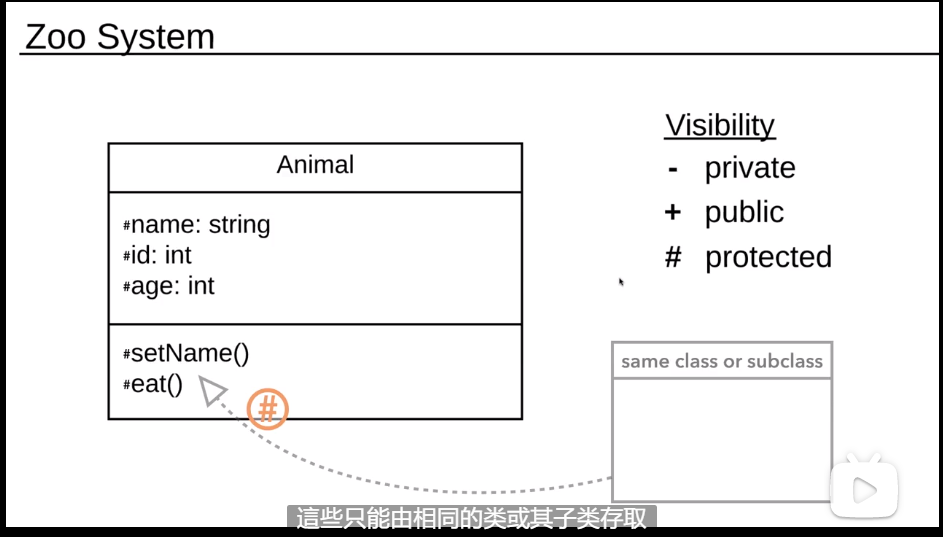 Zoo System
Animal
#name: string
#id: int
#age: int
#setName()
#eat()
#
Visibility
- private
+ public
# protected
same class or subclass
這些只能由相同的类或其子类存取